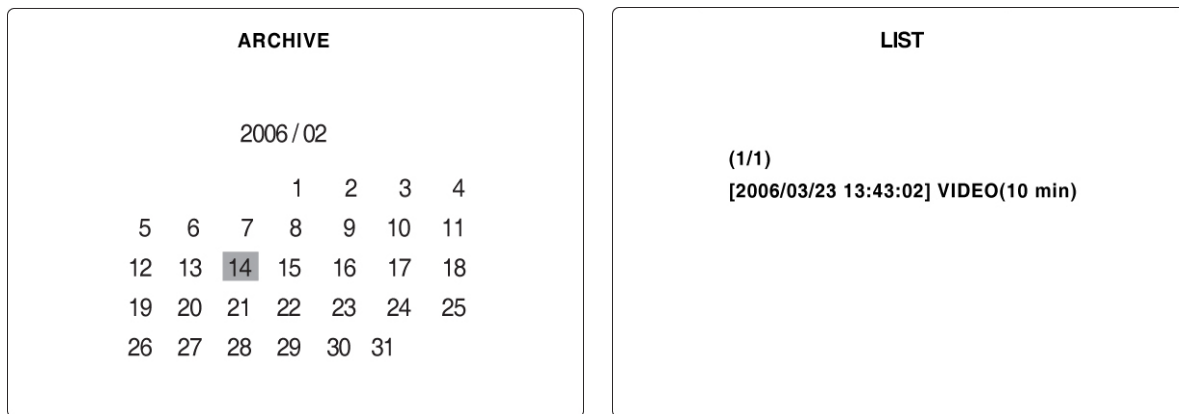 ARCHIVE
2006 / 02
1 2 3 4
5 6 7 8 9 10 11
12 13 14 15 16 17 18
19 20 21 22 23 24 25
26 27 28 29 30 31
LIST
(1/1)
[2006/03/23 13:43:02] VIDEO(10 min)